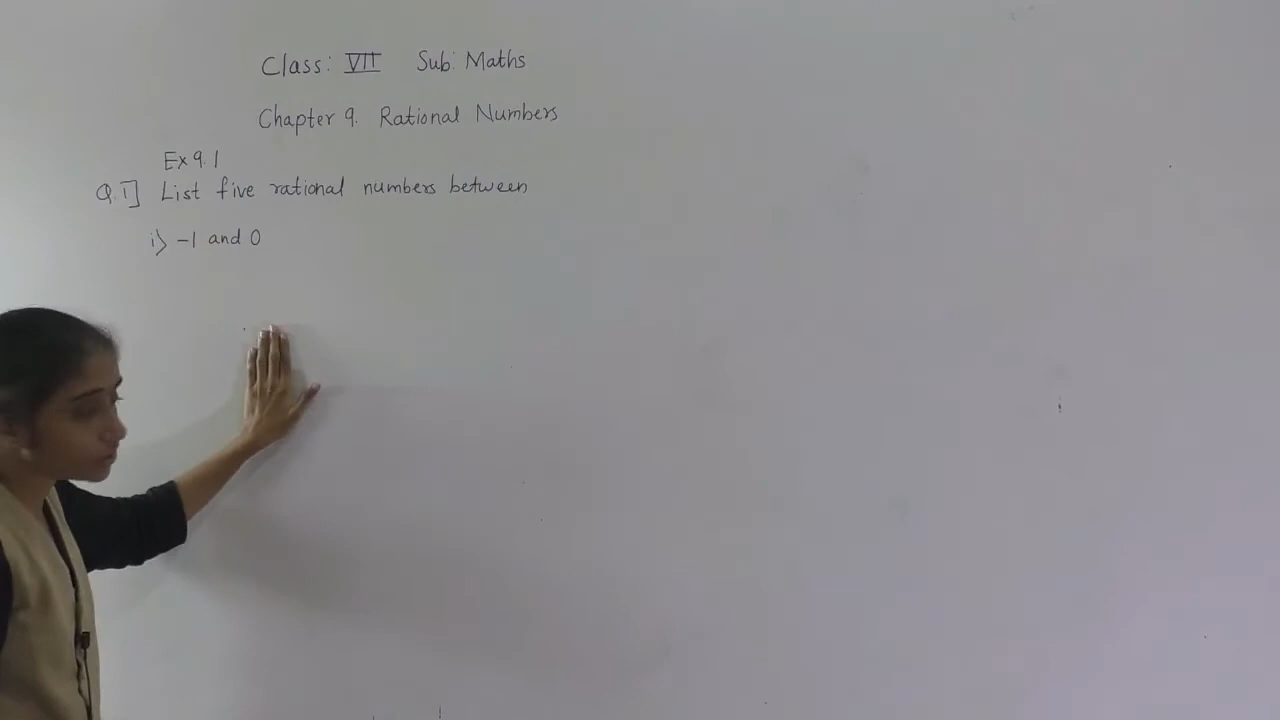 Class: VII Sub: Maths
Chapter 9. Rational Numbers
Ex 9.1
Q.1] List five rational numbers between
i) -1 and 0